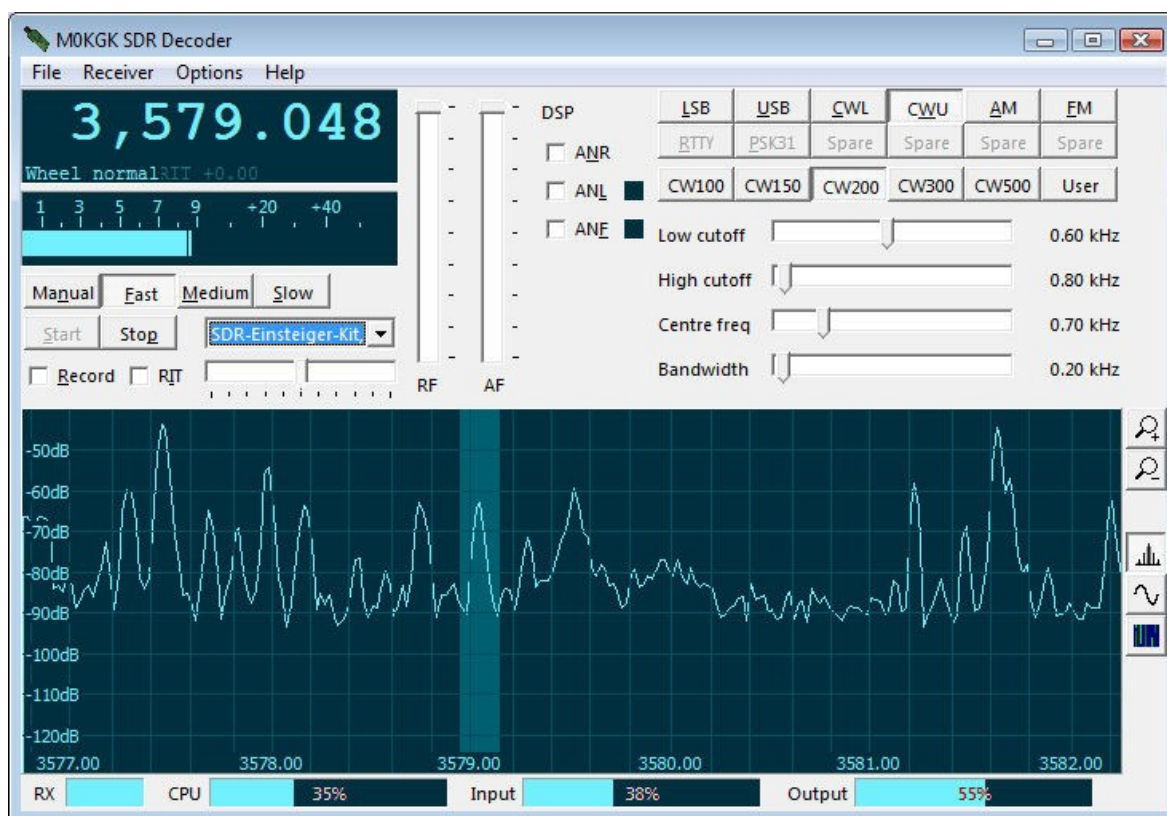 M0KGK SDR Decoder
File Receiver Options Help
3,579.048
Wheel normal RIT +0.00
1 3 5 7 9 +20 +40
Manual Fast Medium Slow
Start Stop SDR-Einsteiger-Kit,
Record RIT
RF AF
DSP
ANR
ANL
ANF
LSB USB CWL CWU AM FM
RTTY PSK31 Spare Spare Spare Spare
CW100 CW150 CW200 CW300 CW500 User
Low cutoff 0.60 kHz
High cutoff 0.80 kHz
Centre freq 0.70 kHz
Bandwidth 0.20 kHz
-50dB
-60dB
-70dB
-80dB
-90dB
-100dB
-110dB
-120dB
3577.00 3578.00 3579.00 3580.00 3581.00 3582.00
RX CPU 35% Input 38% Output 55%